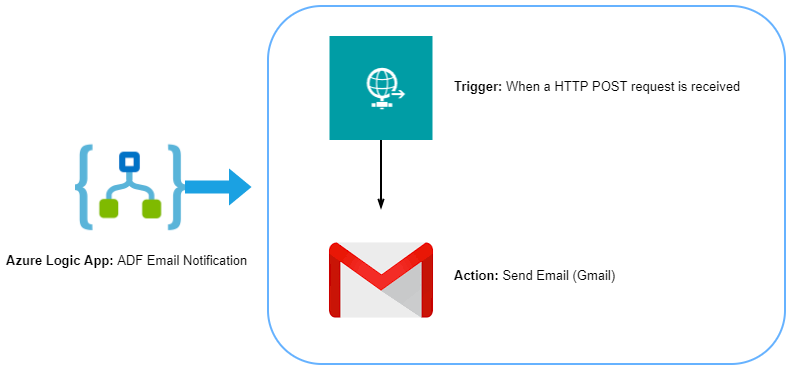 Trigger: When a HTTP POST request is received
Azure Logic App: ADF Email Notification
Action: Send Email (Gmail)